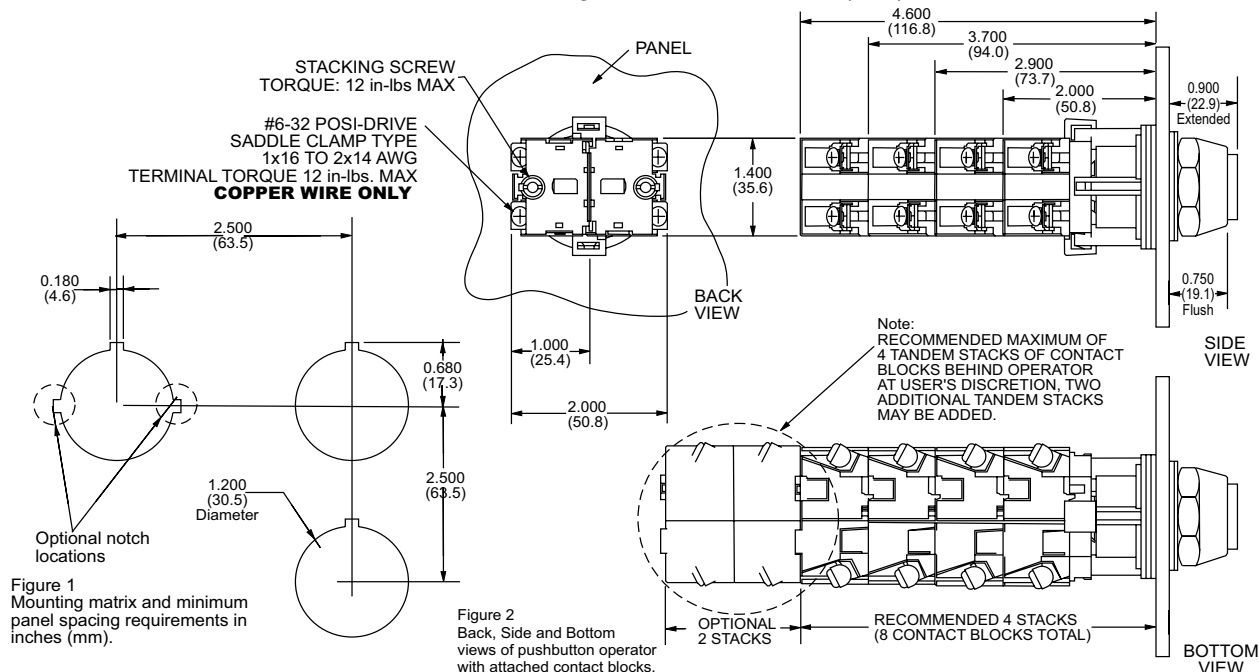 4.600
(116.8)
3.700
(94.0)
2.900
(73.7)
2.000
(50.8)
0.900
(22.9)
Extended
PANEL
STACKING SCREW
TORQUE: 12 in-lbs MAX
#6-32 POSI-DRIVE
SADDLE CLAMP TYPE
1x16 TO 2x14 AWG
TERMINAL TORQUE 12 in-lbs. MAX
COPPER WIRE ONLY
1.400
(35.6)
2.500
(63.5)
0.180
(4.6)
BACK
VIEW
0.750
(19.1)
Flush
SIDE
VIEW
Note:
RECOMMENDED MAXIMUM OF
4 TANDEM STACKS OF CONTACT
BLOCKS BEHIND OPERATOR
AT USER'S DISCRETION, TWO
ADDITIONAL TANDEM STACKS
MAY BE ADDED.
1.000
(25.4)
0.680
(17.3)
2.000
(50.8)
2.500
(63.5)
1.200
(30.5)
Diameter
Optional notch
locations
Figure 1
Mounting matrix and minimum
panel spacing requirements in
inches (mm).
Figure 2
Back, Side and Bottom
views of pushbutton operator
with attached contact blocks.
OPTIONAL
2 STACKS
RECOMMENDED 4 STACKS
(8 CONTACT BLOCKS TOTAL)
BOTTOM
VIEW